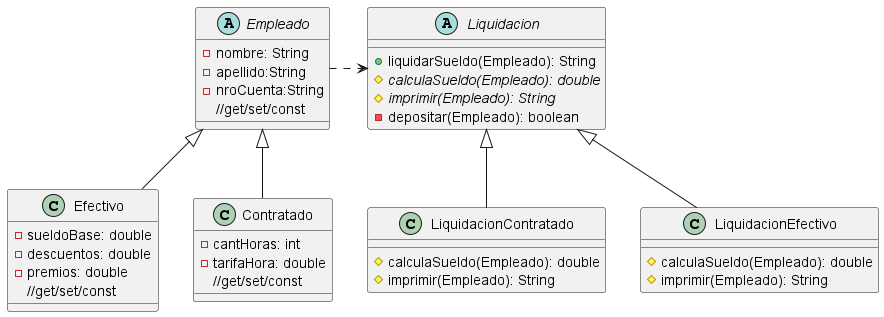 A Empleado
nombre: String
apellido:String
nroCuenta:String
//get/set/const
A Liquidacion
liquidarSueldo(Empleado): String
calculaSueldo(Empleado): double
imprimir(Empleado): String
depositar(Empleado): boolean
C Efectivo
sueldoBase: double
descuentos: double
premios: double
//get/set/const
C Contratado
cantHoras: int
tarifaHora: double
//get/set/const
C LiquidacionContratado
calculaSueldo(Empleado): double
imprimir(Empleado): String
C LiquidacionEfectivo
calculaSueldo(Empleado): double
imprimir(Empleado): String